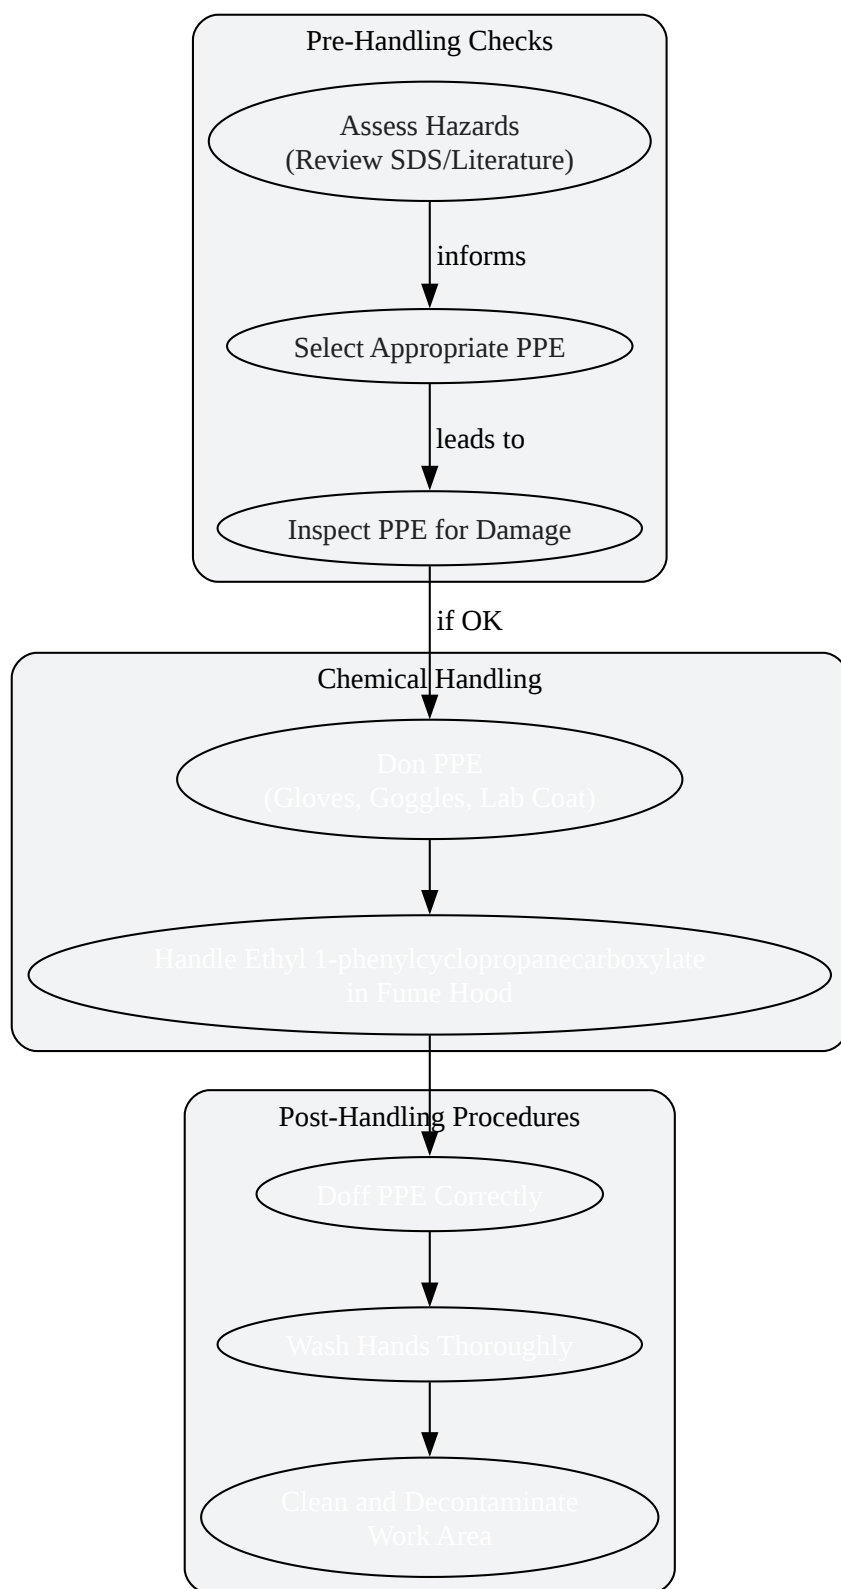 Pre-Handling Checks
Assess Hazards
(Review SDS/Literature)
informs
Select Appropriate PPE
leads to
Inspect PPE for Damage
if OK
Chemical Handling
Don PPE
(Gloves, Goggles, Lab Coat)
Handle Ethyl 1-phenylcyclopropanecarboxylate
in Fume Hood
Post-Handling Procedures
Doff PPE Correctly
Wash Hands Thoroughly
Clean and Decontaminate
Work Area